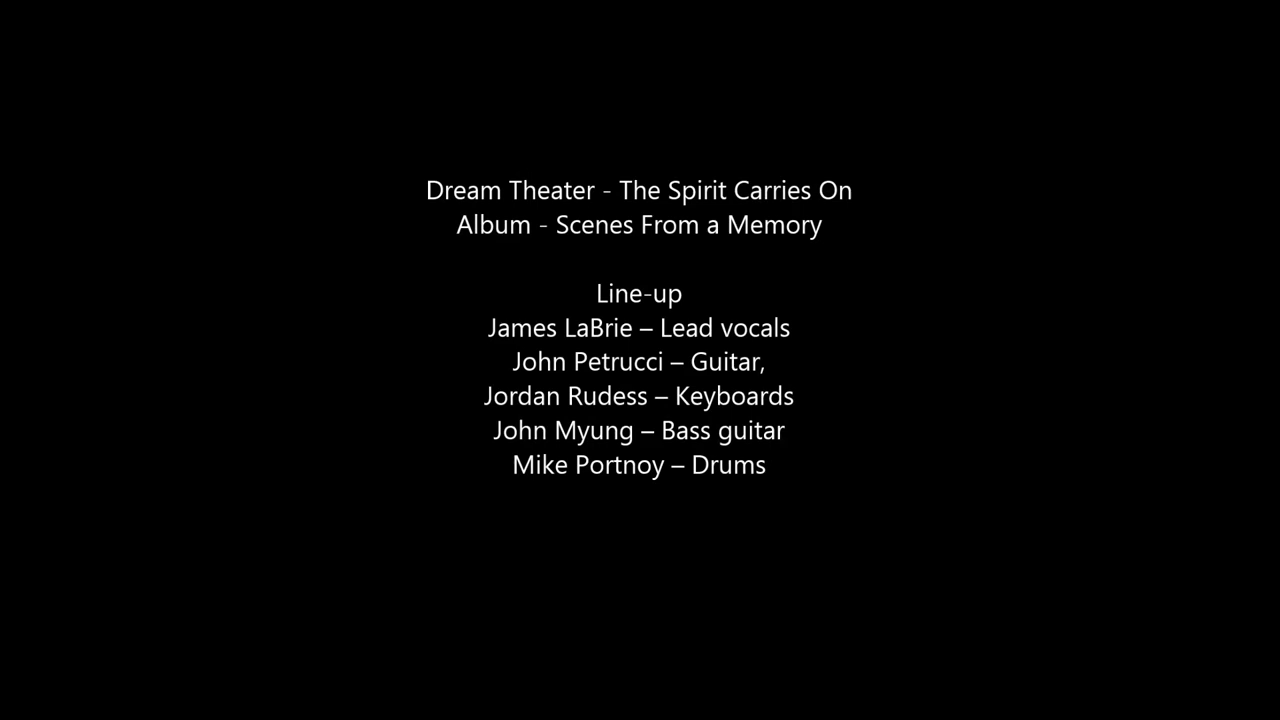 Dream Theater - The Spirit Carries On
Album - Scenes From a Memory
Line-up
James LaBrie – Lead vocals
John Petrucci – Guitar,
Jordan Rudess – Keyboards
John Myung – Bass guitar
Mike Portnoy – Drums